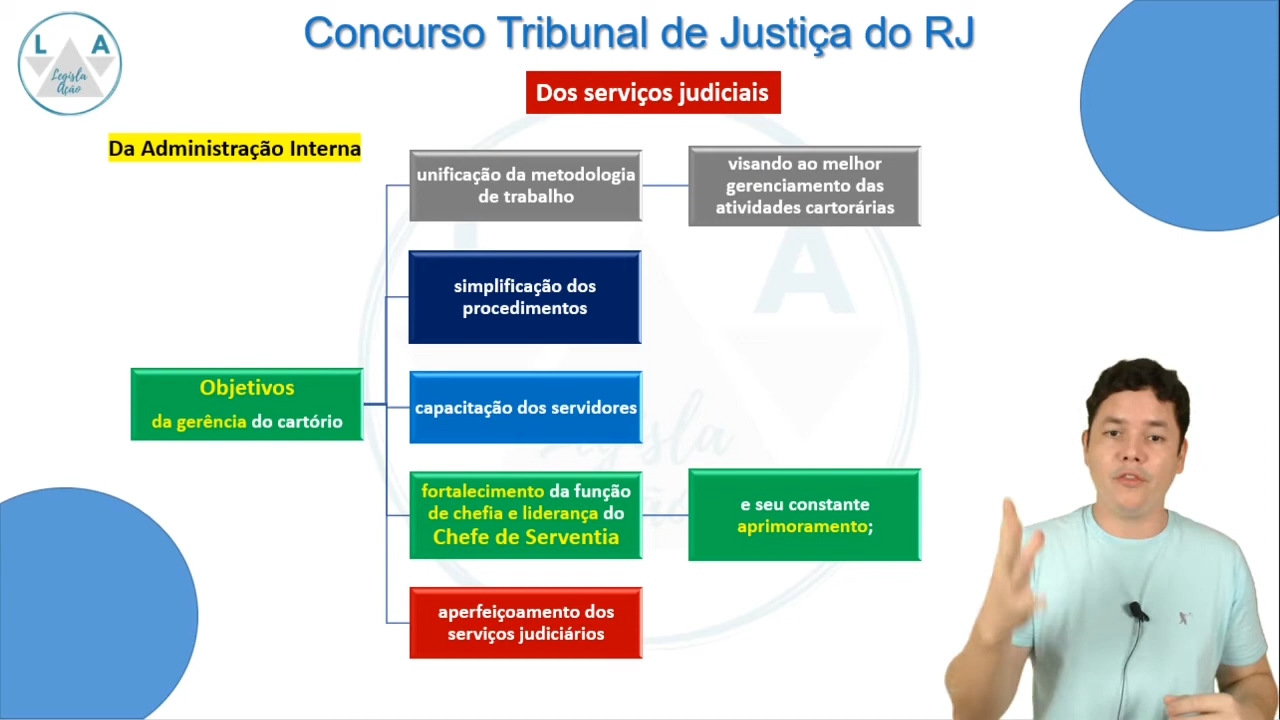 Concurso Tribunal de Justiça do RJ
L A
Legisla
Ação
Dos serviços judiciais
Da Administração Interna
unificação da metodologia
de trabalho
visando ao melhor
gerenciamento das
atividades cartorárias
simplificação dos
procedimentos
Objetivos
da gerência do cartório
capacitação dos servidores
fortalecimento da função
de chefia e liderança do
Chefe de Serventia
e seu constante
aprimoramento;
aperfeiçoamento dos
serviços judiciários